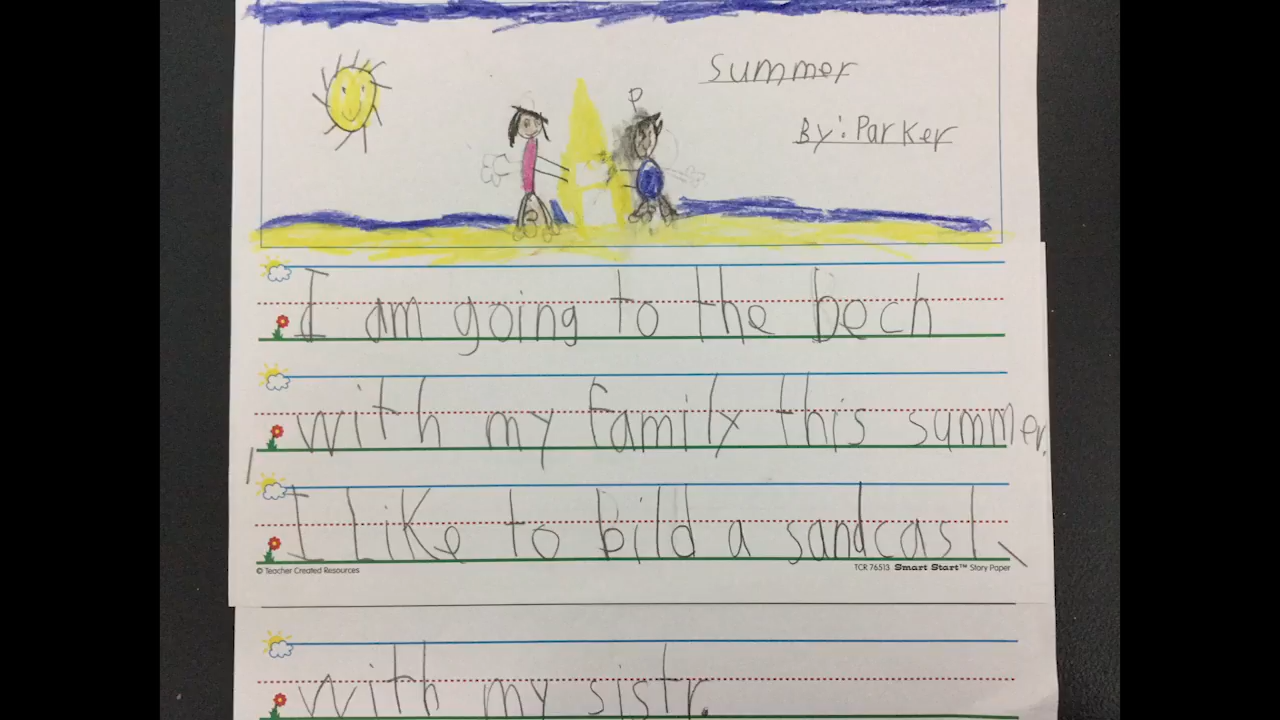 Summer
By: Parker
P
I am going to the bech
with my family this summer.
I like to bild a sandcasl
© Teacher Created Resources
TCR 76513 Smart Start™ Story Paper
with my sistr.